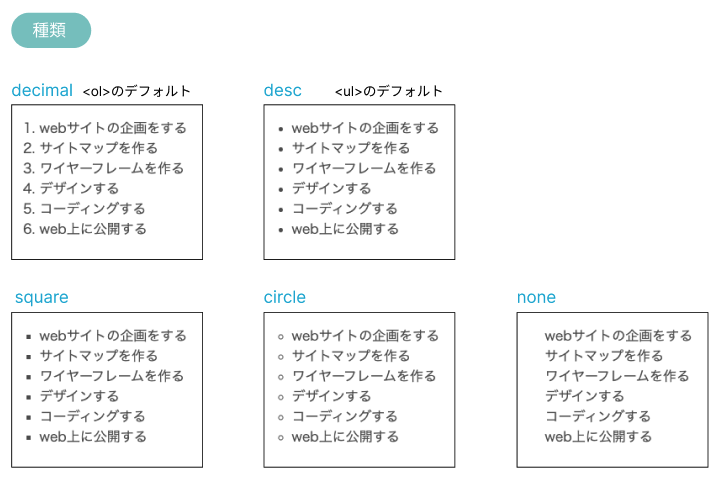 種類
decimal <ol>のデフォルト
1. webサイトの企画をする
2. サイトマップを作る
3. ワイヤーフレームを作る
4. デザインする
5. コーディングする
6. web上に公開する
desc <ul>のデフォルト
• webサイトの企画をする
• サイトマップを作る
• ワイヤーフレームを作る
• デザインする
• コーディングする
• web上に公開する
square
▪ webサイトの企画をする
▪ サイトマップを作る
▪ ワイヤーフレームを作る
▪ デザインする
▪ コーディングする
▪ web上に公開する
circle
◦ webサイトの企画をする
◦ サイトマップを作る
◦ ワイヤーフレームを作る
◦ デザインする
◦ コーディングする
◦ web上に公開する
none
webサイトの企画をする
サイトマップを作る
ワイヤーフレームを作る
デザインする
コーディングする
web上に公開する